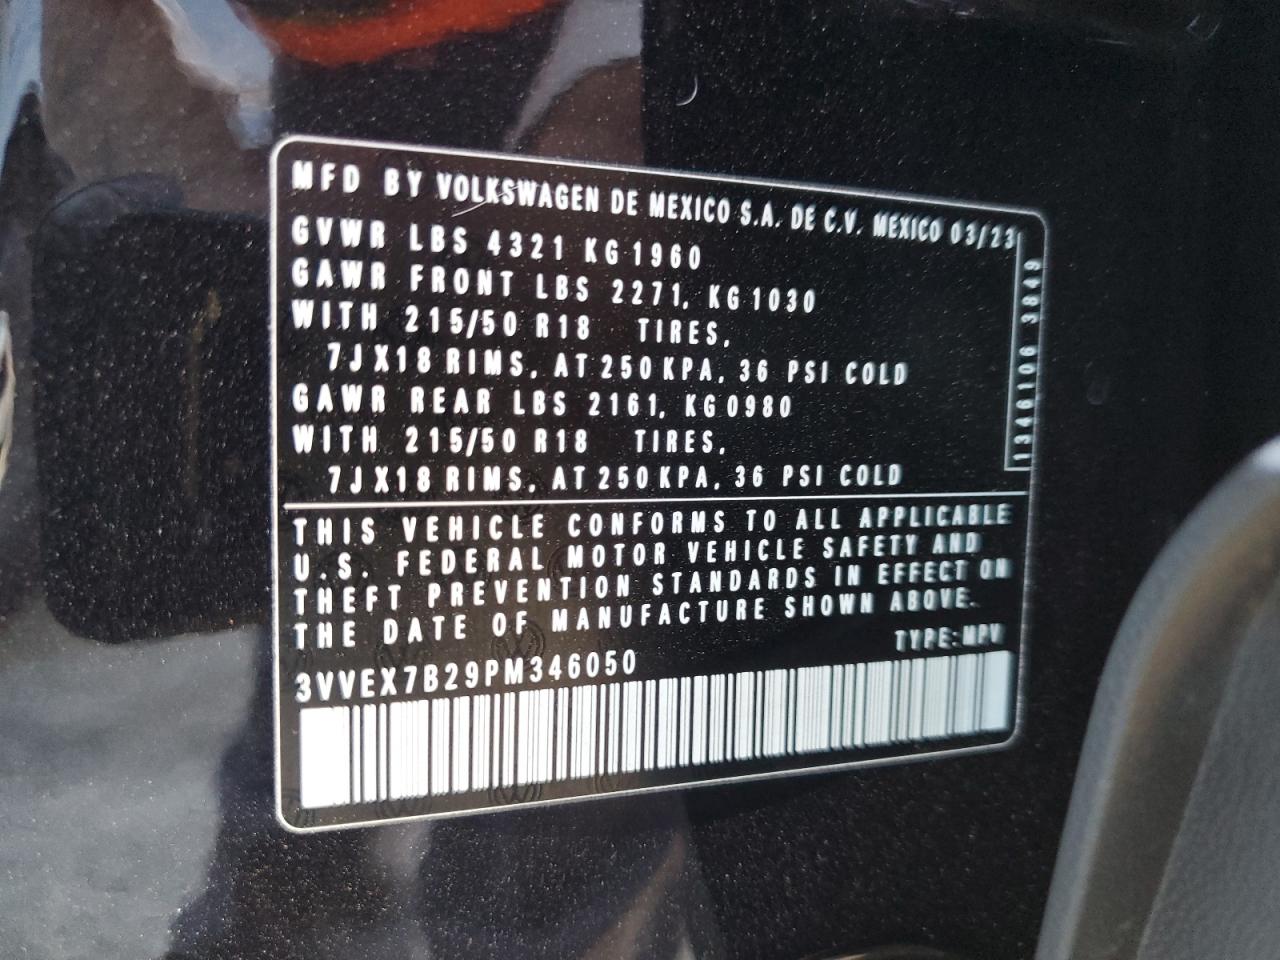 MFD BY VOLKSWAGEN DE MEXICO S.A. DE C.V. MEXICO 03/23
GVWR LBS 4321 KG 1960
GAWR FRONT LBS 2271, KG 1030
WITH 215/50 R18 TIRES,
7JX18 RIMS, AT 250 KPA, 36 PSI COLD
GAWR REAR LBS 2161, KG 0980
WITH 215/50 R18 TIRES,
7JX18 RIMS, AT 250 KPA, 36 PSI COLD
1346106 3849
THIS VEHICLE CONFORMS TO ALL APPLICABLE
U.S. FEDERAL MOTOR VEHICLE SAFETY AND
THEFT PREVENTION STANDARDS IN EFFECT ON
THE DATE OF MANUFACTURE SHOWN ABOVE.
TYPE:MPV
3VVEX7B29PM346050